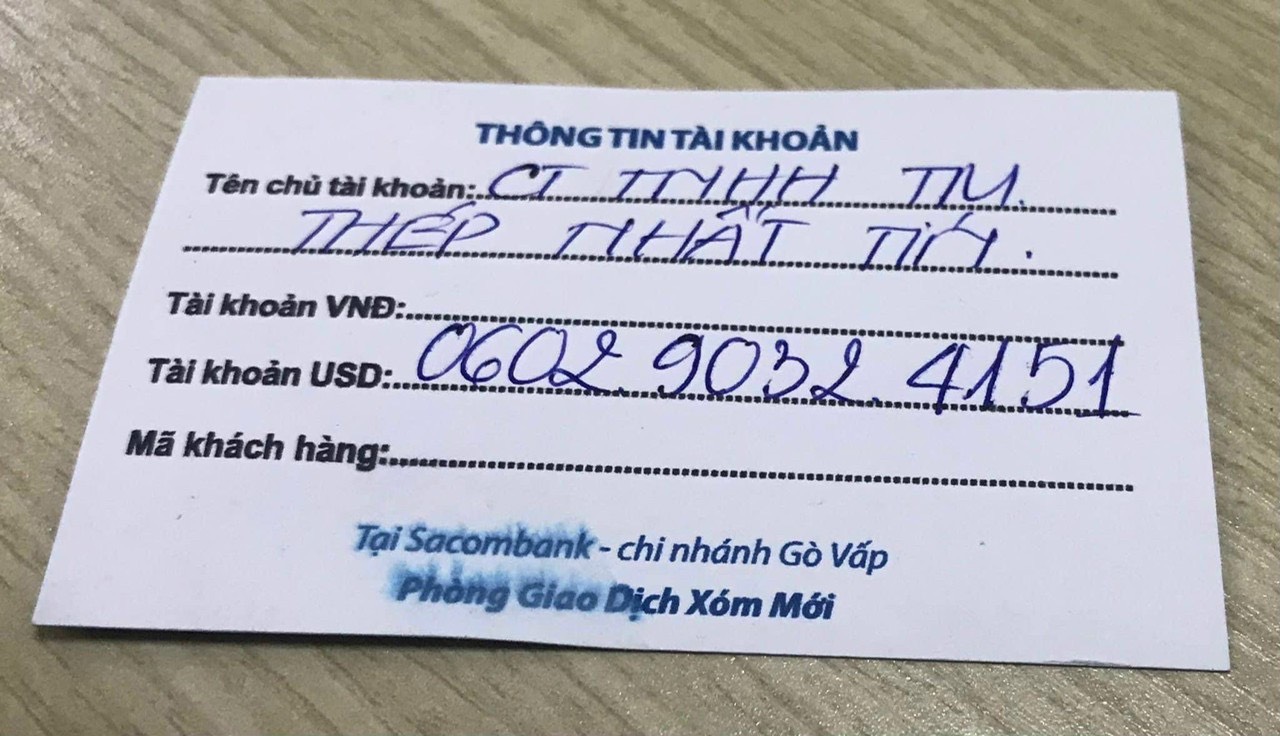 THÔNG TIN TÀI KHOẢN
Tên chủ tài khoản: CT TNHH TM.
THÉP NHẤT TÍN.
Tài khoản VNĐ:
Tài khoản USD: 0602.9032.4151
Mã khách hàng:
Tại Sacombank - chi nhánh Gò Vấp
Phòng Giao Dịch Xóm Mới